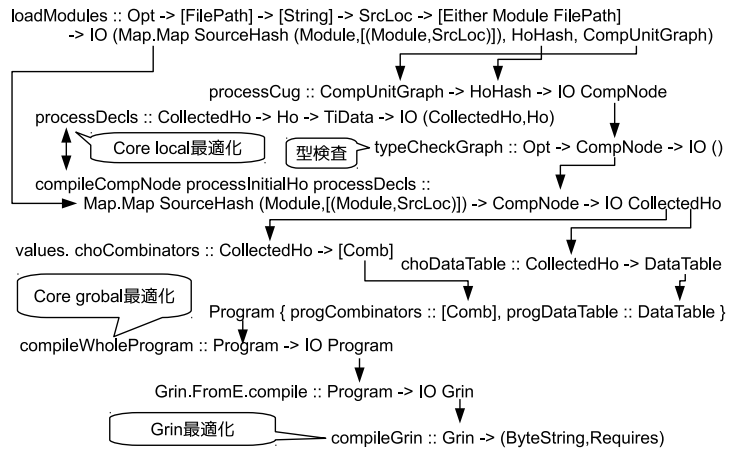 loadModules :: Opt -> [FilePath] -> [String] -> SrcLoc -> [Either Module FilePath]
-> IO (Map.Map SourceHash (Module,[(Module,SrcLoc)]), HoHash, CompUnitGraph)
processCug :: CompUnitGraph -> HoHash -> IO CompNode
processDecls :: CollectedHo -> Ho -> TiData -> IO (CollectedHo,Ho)
Core local最適化
型検査
typeCheckGraph :: Opt -> CompNode -> IO ()
compileCompNode processInitialHo processDecls ::
Map.Map SourceHash (Module,[(Module,SrcLoc)]) -> CompNode -> IO CollectedHo
values. choCombinators :: CollectedHo -> [Comb]
choDataTable :: CollectedHo -> DataTable
Core grobal最適化
Program { progCombinators :: [Comb], progDataTable :: DataTable }
compileWholeProgram :: Program -> IO Program
Grin.FromE.compile :: Program -> IO Grin
Grin最適化
compileGrin :: Grin -> (ByteString,Requires)